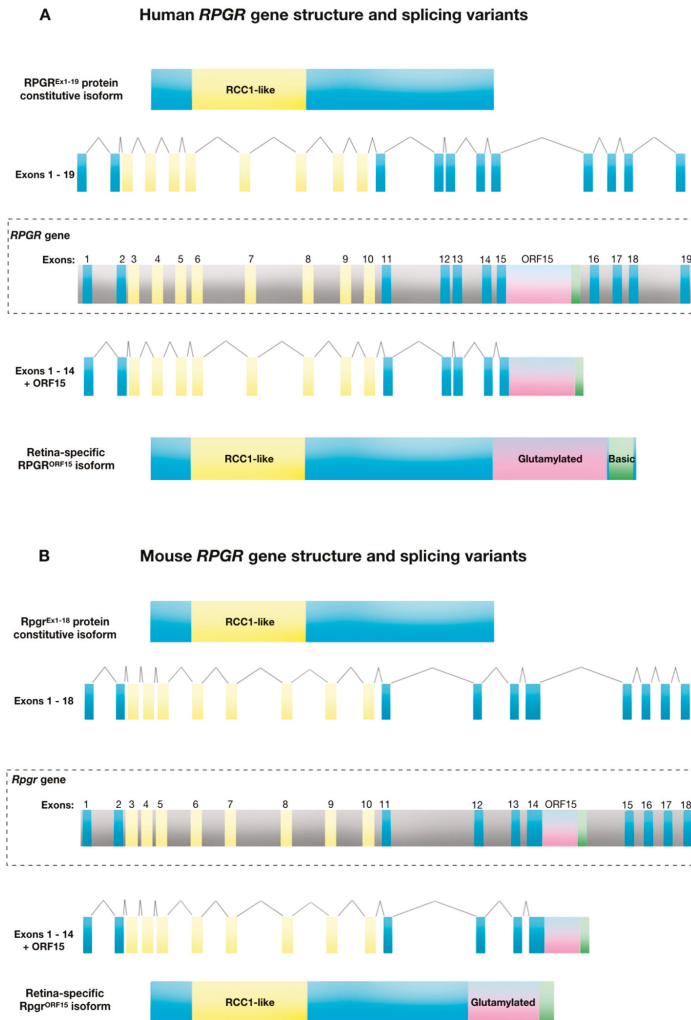 A
Human RPGR gene structure and splicing variants
RPGREx1-19 protein
constitutive isoform
RCC1-like
Exons 1 - 19
RPGR gene
Exons: 1 2 3 4 5 6 7 8 9 10 11 12 13 14 15 ORF15 16 17 18 19
Exons 1 - 14
+ ORF15
Retina-specific
RPGRORF15 isoform
RCC1-like
Glutamylated
Basic
B
Mouse RPGR gene structure and splicing variants
RpgrEx1-18 protein
constitutive isoform
RCC1-like
Exons 1 - 18
Rpgr gene
Exons: 1 2 3 4 5 6 7 8 9 10 11 12 13 14 ORF15 15 16 17 18
Exons 1 - 14
+ ORF15
Retina-specific
RpgrORF15 isoform
RCC1-like
Glutamylated